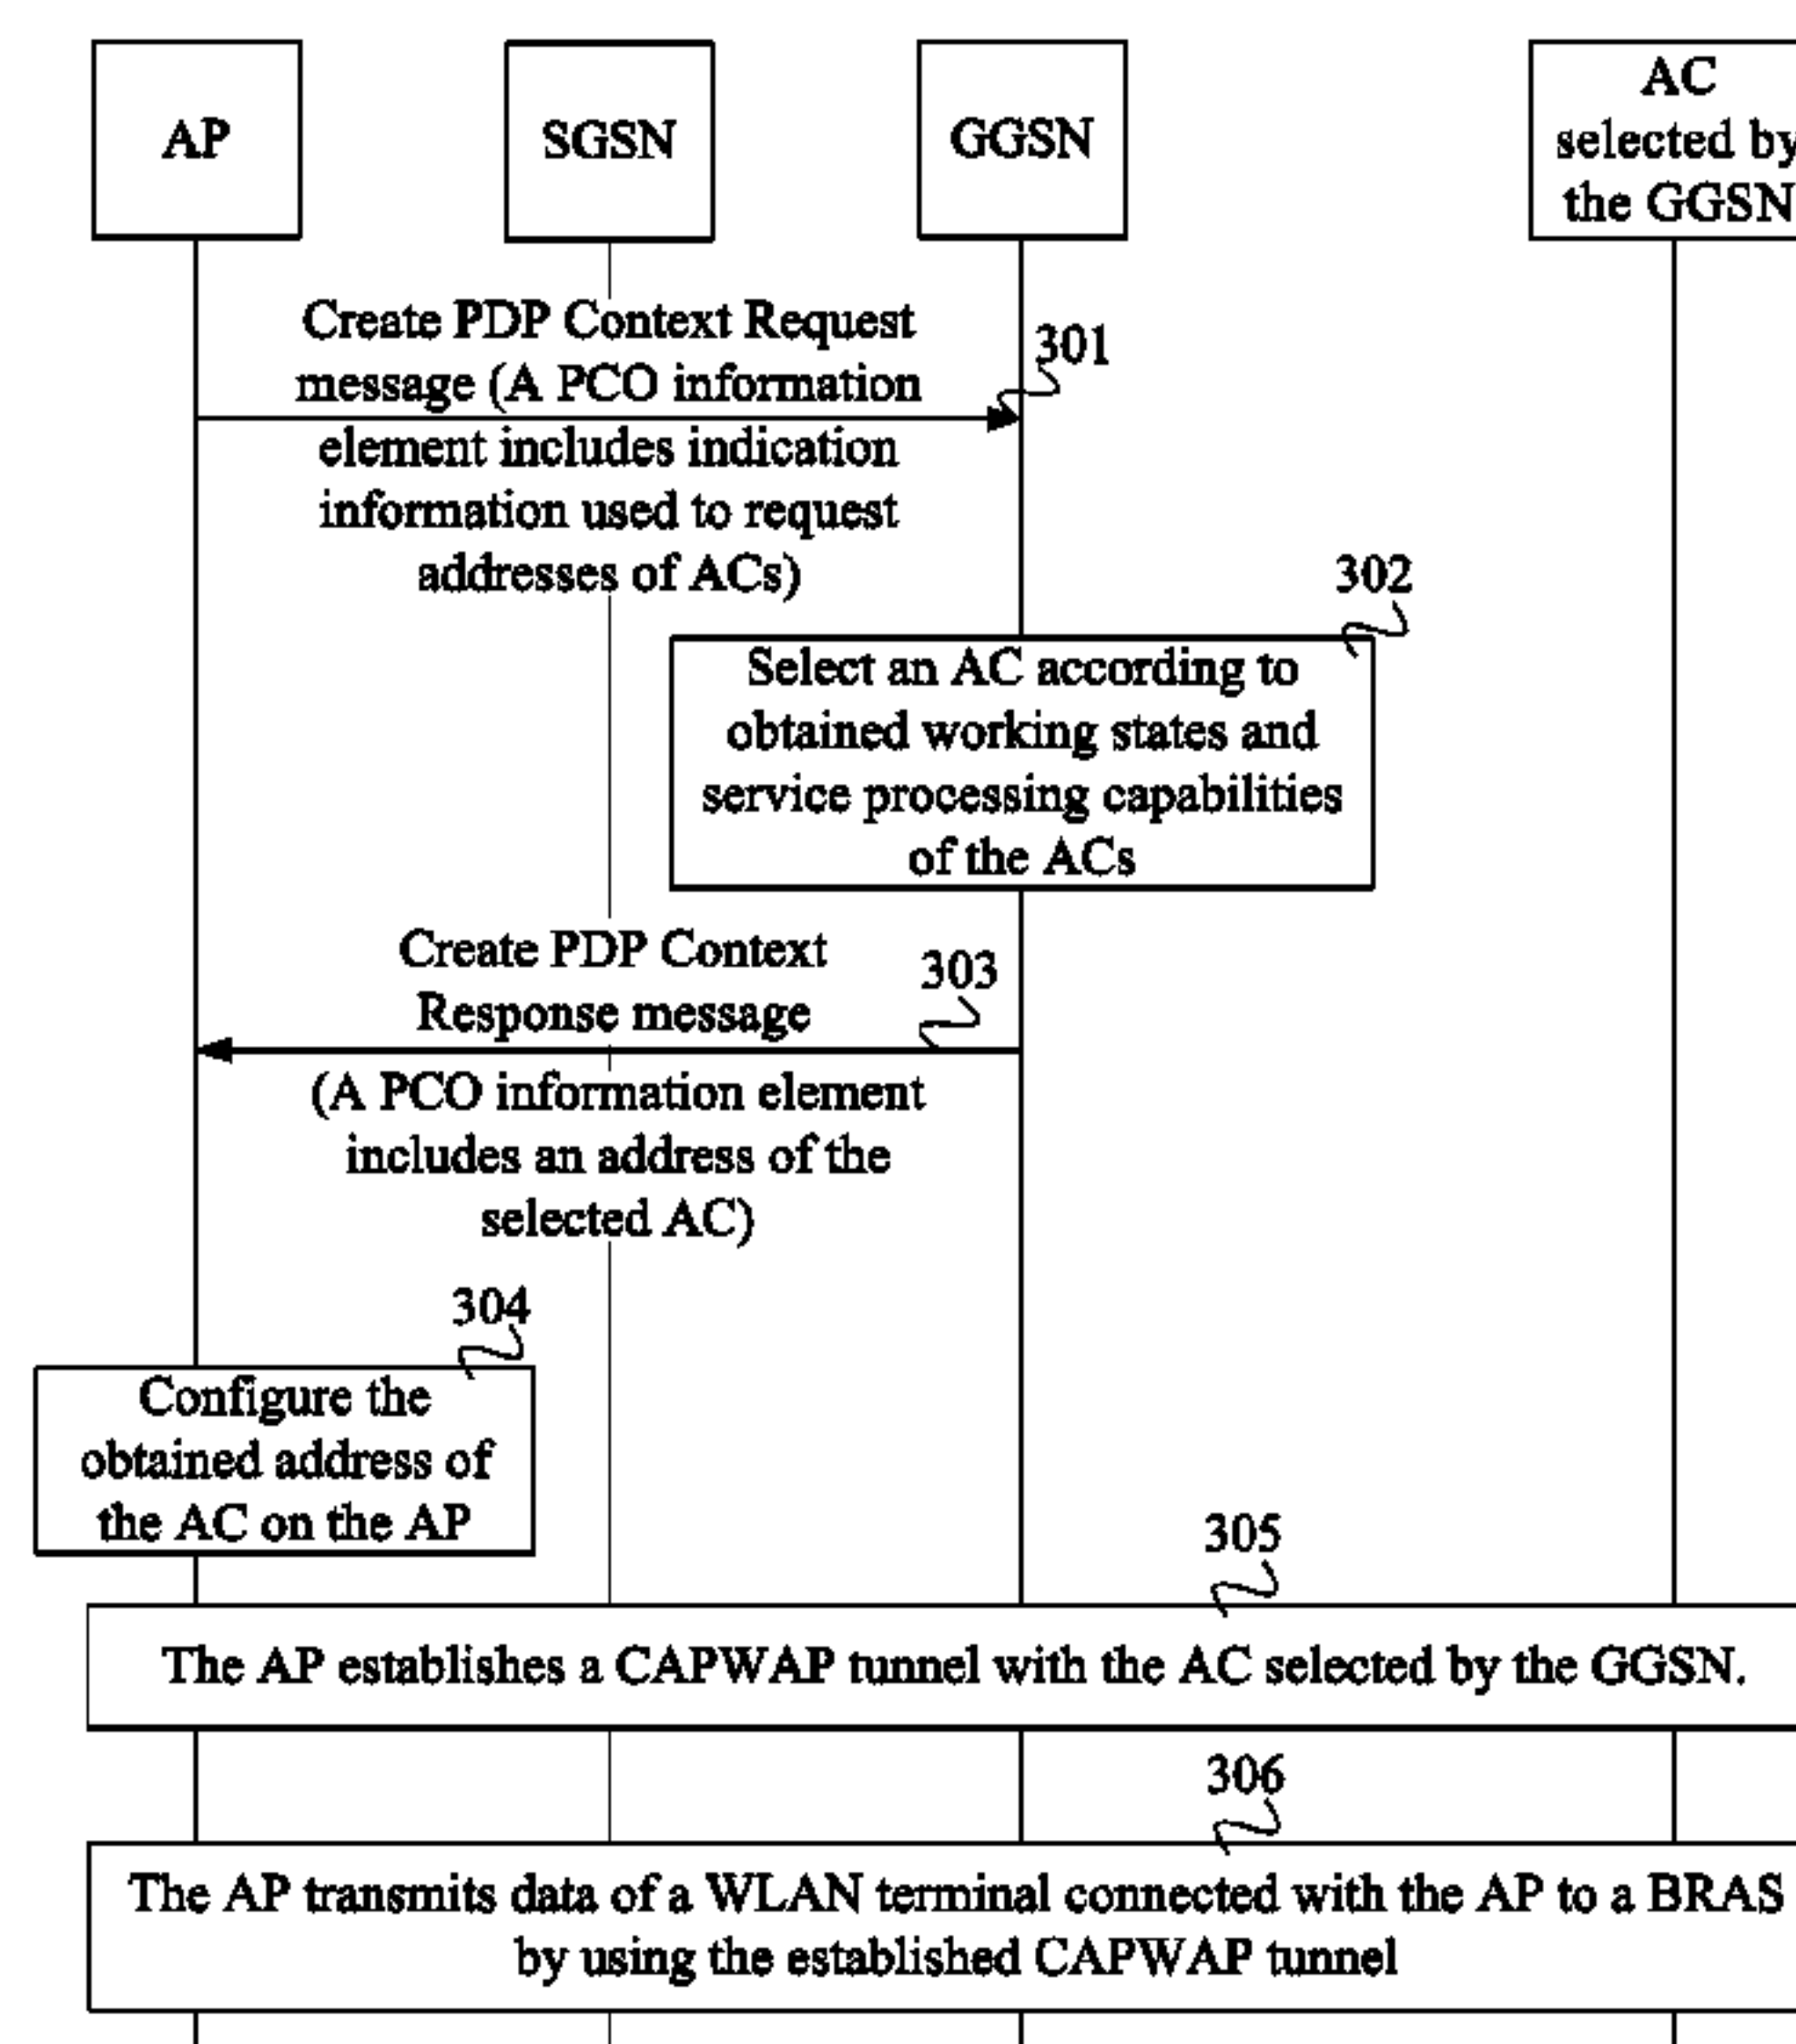 AP
SGSN
GGSN
AC
selected by
the GGSN
Create PDP Context Request
message (A PCO information
element includes indication
information used to request
addresses of ACs)
301
302
Select an AC according to
obtained working states and
service processing capabilities
of the ACs
Create PDP Context
Response message
303
(A PCO information element
includes an address of the
selected AC)
304
Configure the
obtained address of
the AC on the AP
305
The AP establishes a CAPWAP tunnel with the AC selected by the GGSN.
306
The AP transmits data of a WLAN terminal connected with the AP to a BRAS
by using the established CAPWAP tunnel